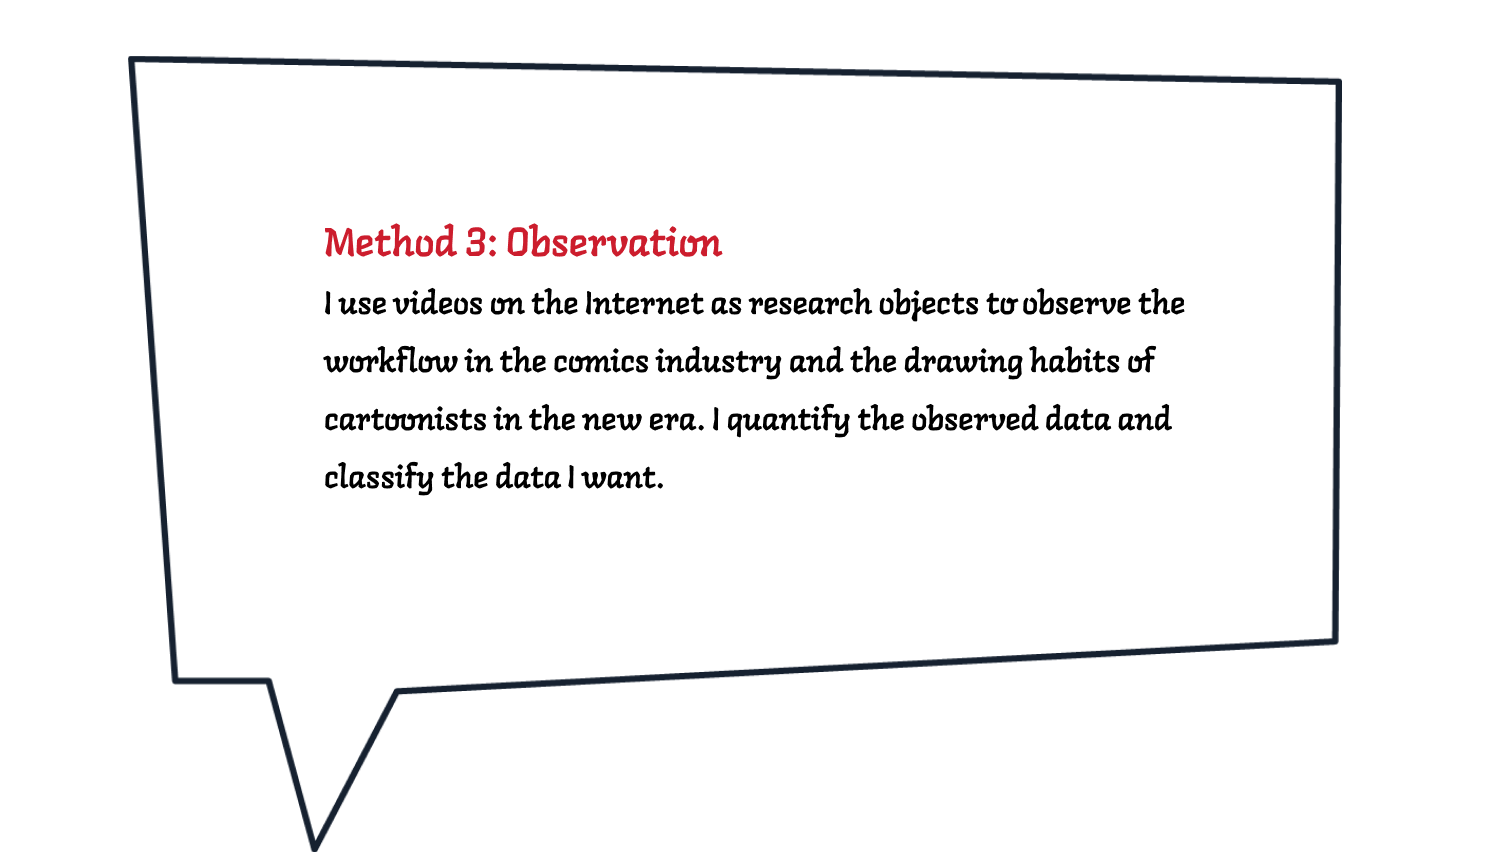 Method 3: Observation
I use videos on the Internet as research objects to observe the
workflow in the comics industry and the drawing habits of
cartoonists in the new era. I quantify the observed data and
classify the data I want.